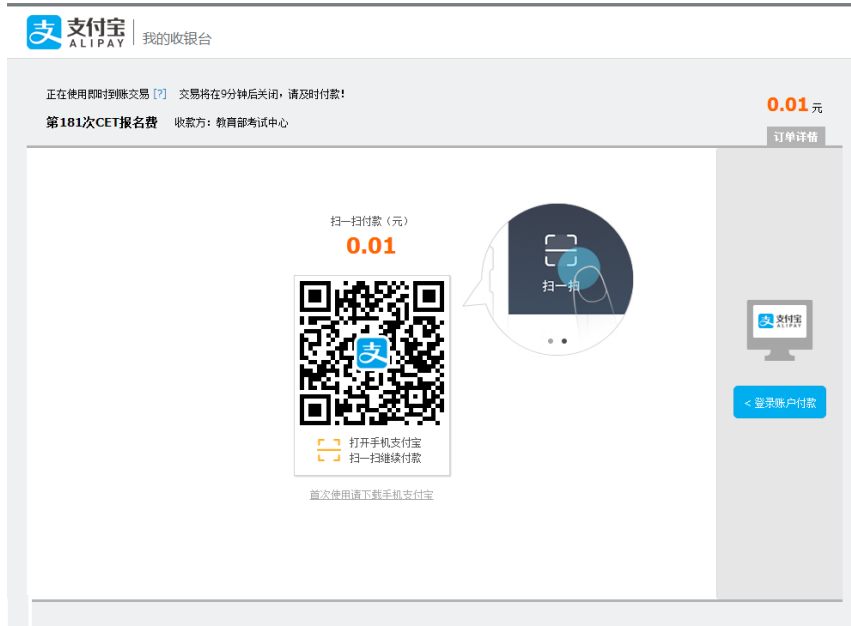 支付宝
ALIPAY
我的收银台
正在使用即时到账交易 [?] 交易将在9分钟后关闭，请及时付款！
0.01 元
第181次CET报名费 收款方：教育部考试中心
订单详情
扫一扫付款（元）
0.01
扫一扫
支
支付宝
ALIPAY
< 登录账户付款
打开手机支付宝
扫一扫继续付款
首次使用请下载手机支付宝